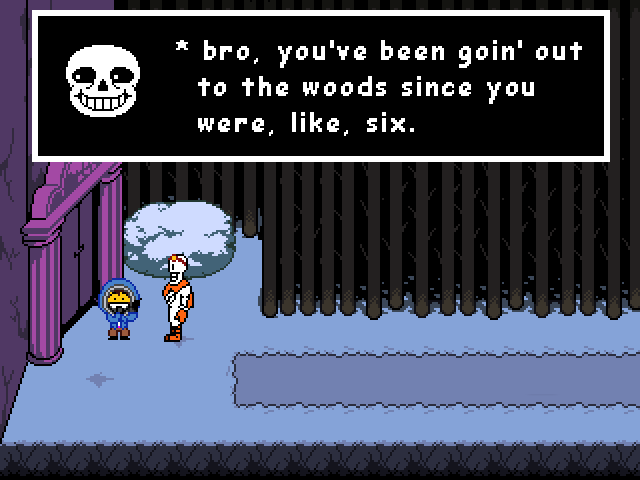 * bro, you've been goin' out
to the woods since you
were, like, six.